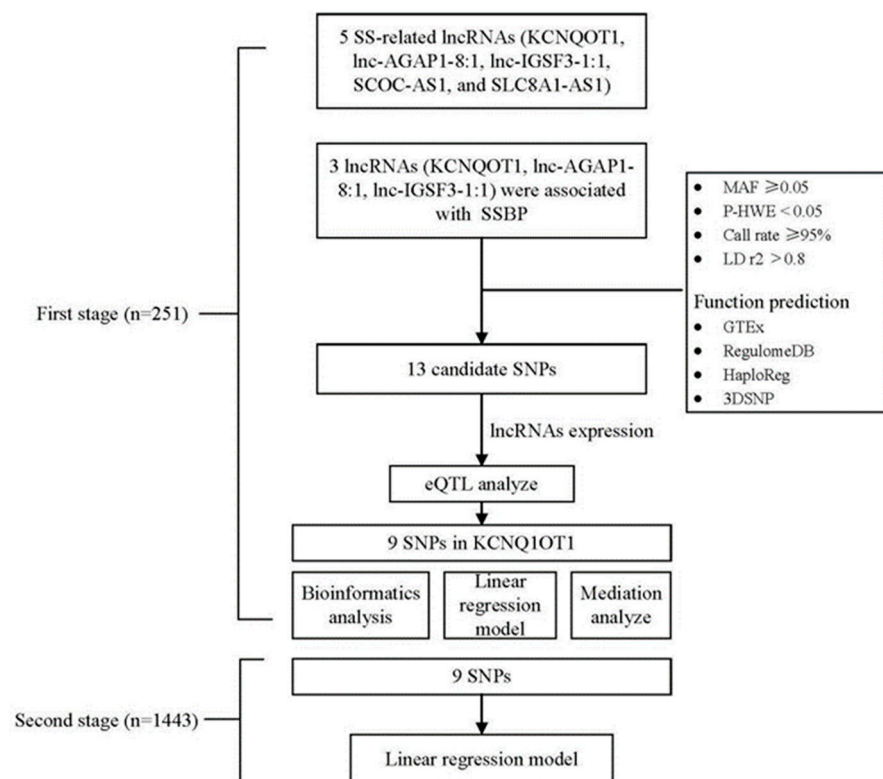 5 SS-related lncRNAs (KCNQOT1,
lnc-AGAP1-8:1, lnc-IGSF3-1:1,
SCOC-AS1, and SLC8A1-AS1)
3 lncRNAs (KCNQOT1, lnc-AGAP1-
8:1, lnc-IGSF3-1:1) were associated
with SSBP
● MAF ≥0.05
● P-HWE <0.05
● Call rate ≥95%
● LD r2 >0.8
Function prediction
● GTEx
● RegulomeDB
● HaploReg
● 3DSNP
First stage (n=251)
13 candidate SNPs
lncRNAs expression
eQTL analyze
9 SNPs in KCNQ1OT1
Bioinformatics
analysis
Linear
regression
model
Mediation
analyze
9 SNPs
Second stage (n=1443)
Linear regression model